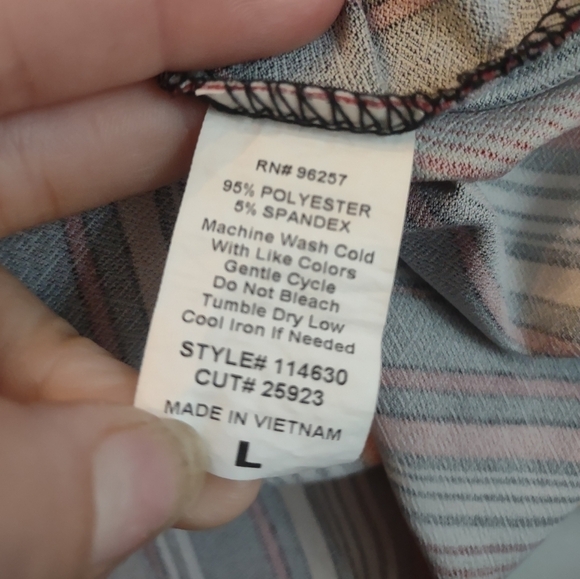 RN# 96257
95% POLYESTER
5% SPANDEX
Machine Wash Cold
With Like Colors
Gentle Cycle
Do Not Bleach
Tumble Dry Low
Cool Iron If Needed
STYLE# 114630
CUT# 25923
MADE IN VIETNAM
L